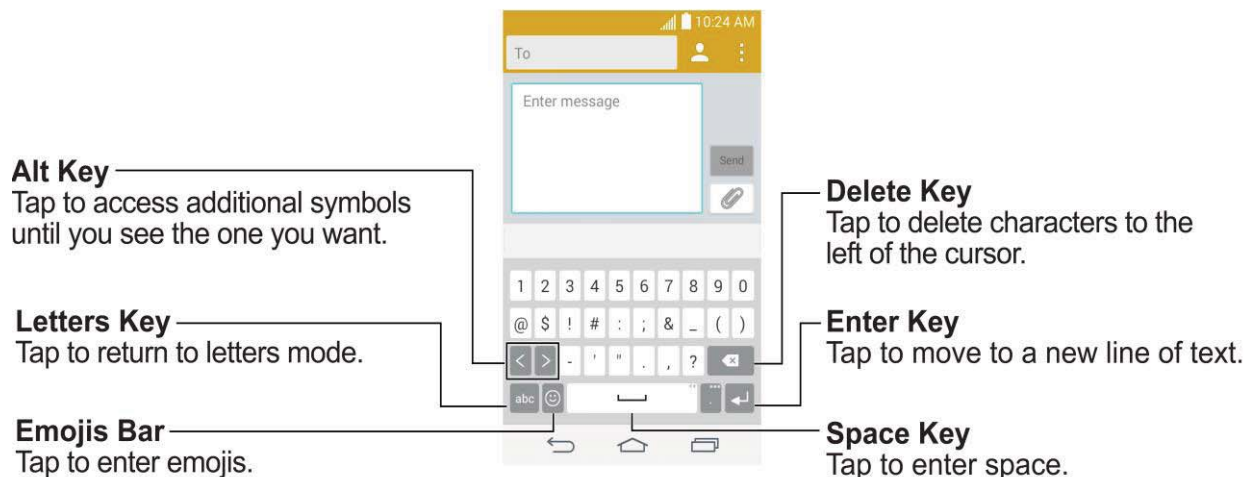 10:24 AM
To
Enter message
Send
Alt Key
Tap to access additional symbols
until you see the one you want.
Letters Key
Tap to return to letters mode.
Emojis Bar
Tap to enter emojis.
1 2 3 4 5 6 7 8 9 0
@ $ ! # : ; & _ ( )
< > - ' " . , ?
abc .
Delete Key
Tap to delete characters to the
left of the cursor.
Enter Key
Tap to move to a new line of text.
Space Key
Tap to enter space.